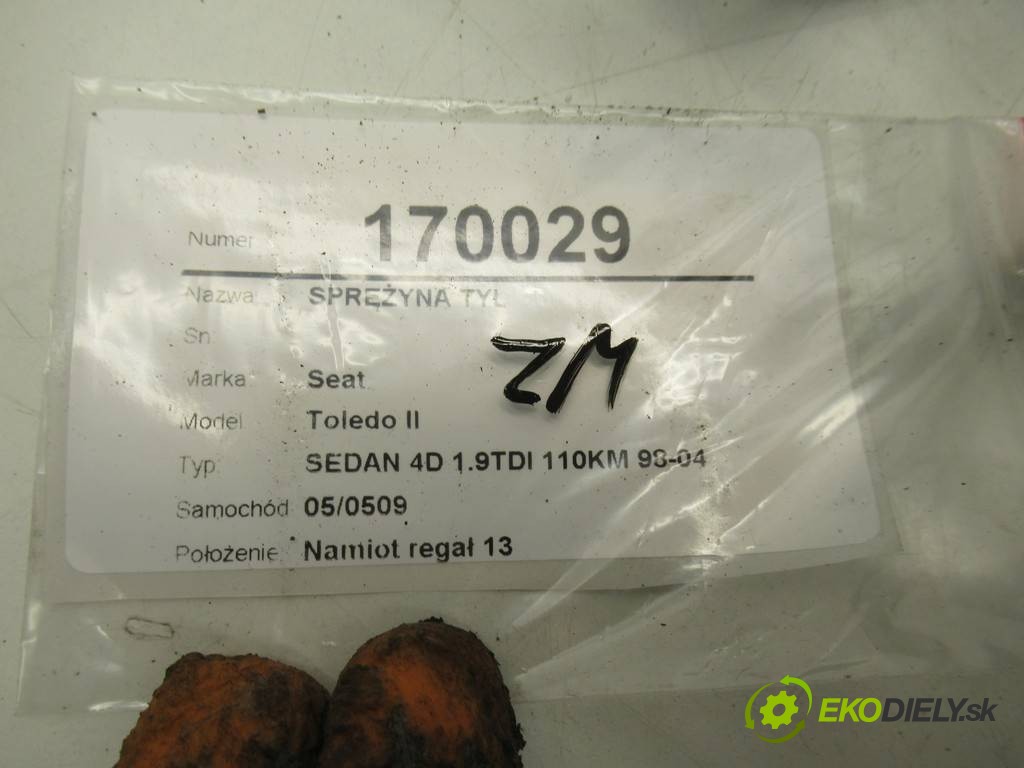 Numer 170029
Nazwa SPRĘŻYNA TYŁ
Sn
ZM
Marka Seat
Model Toledo II
Typ SEDAN 4D 1.9TDI 110KM 98-04
Samochód 05/0509
Położenie Namiot regał 13
EKODIELY.sk